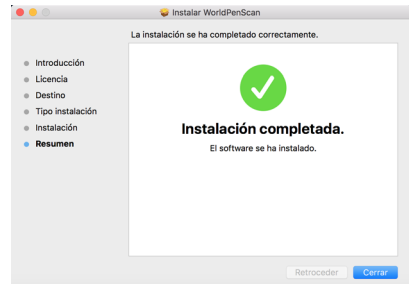 Instalar WorldPenScan
La instalación se ha completado correctamente.
Introducción
Licencia
Destino
Tipo instalación
Instalación
Resumen
Instalación completada.
El software se ha instalado.
Retroceder
Cerrar